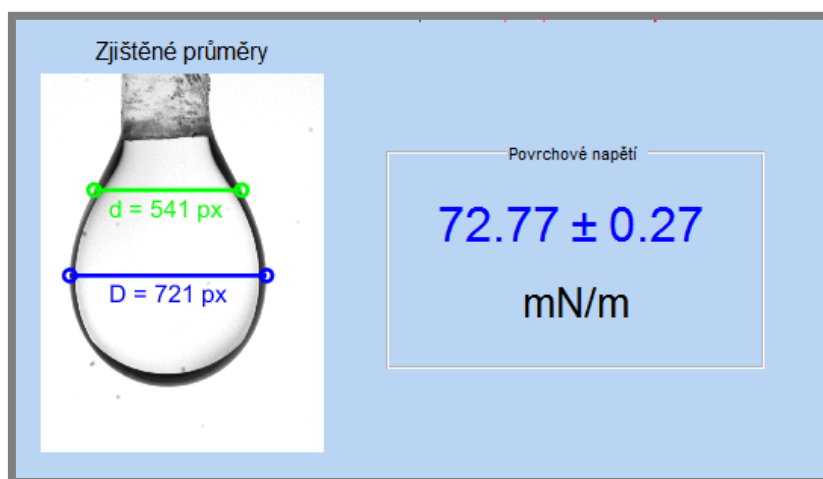 Zjištěné průměry
d = 541 px
D = 721 px
Povrchové napětí
72.77 ± 0.27
mN/m